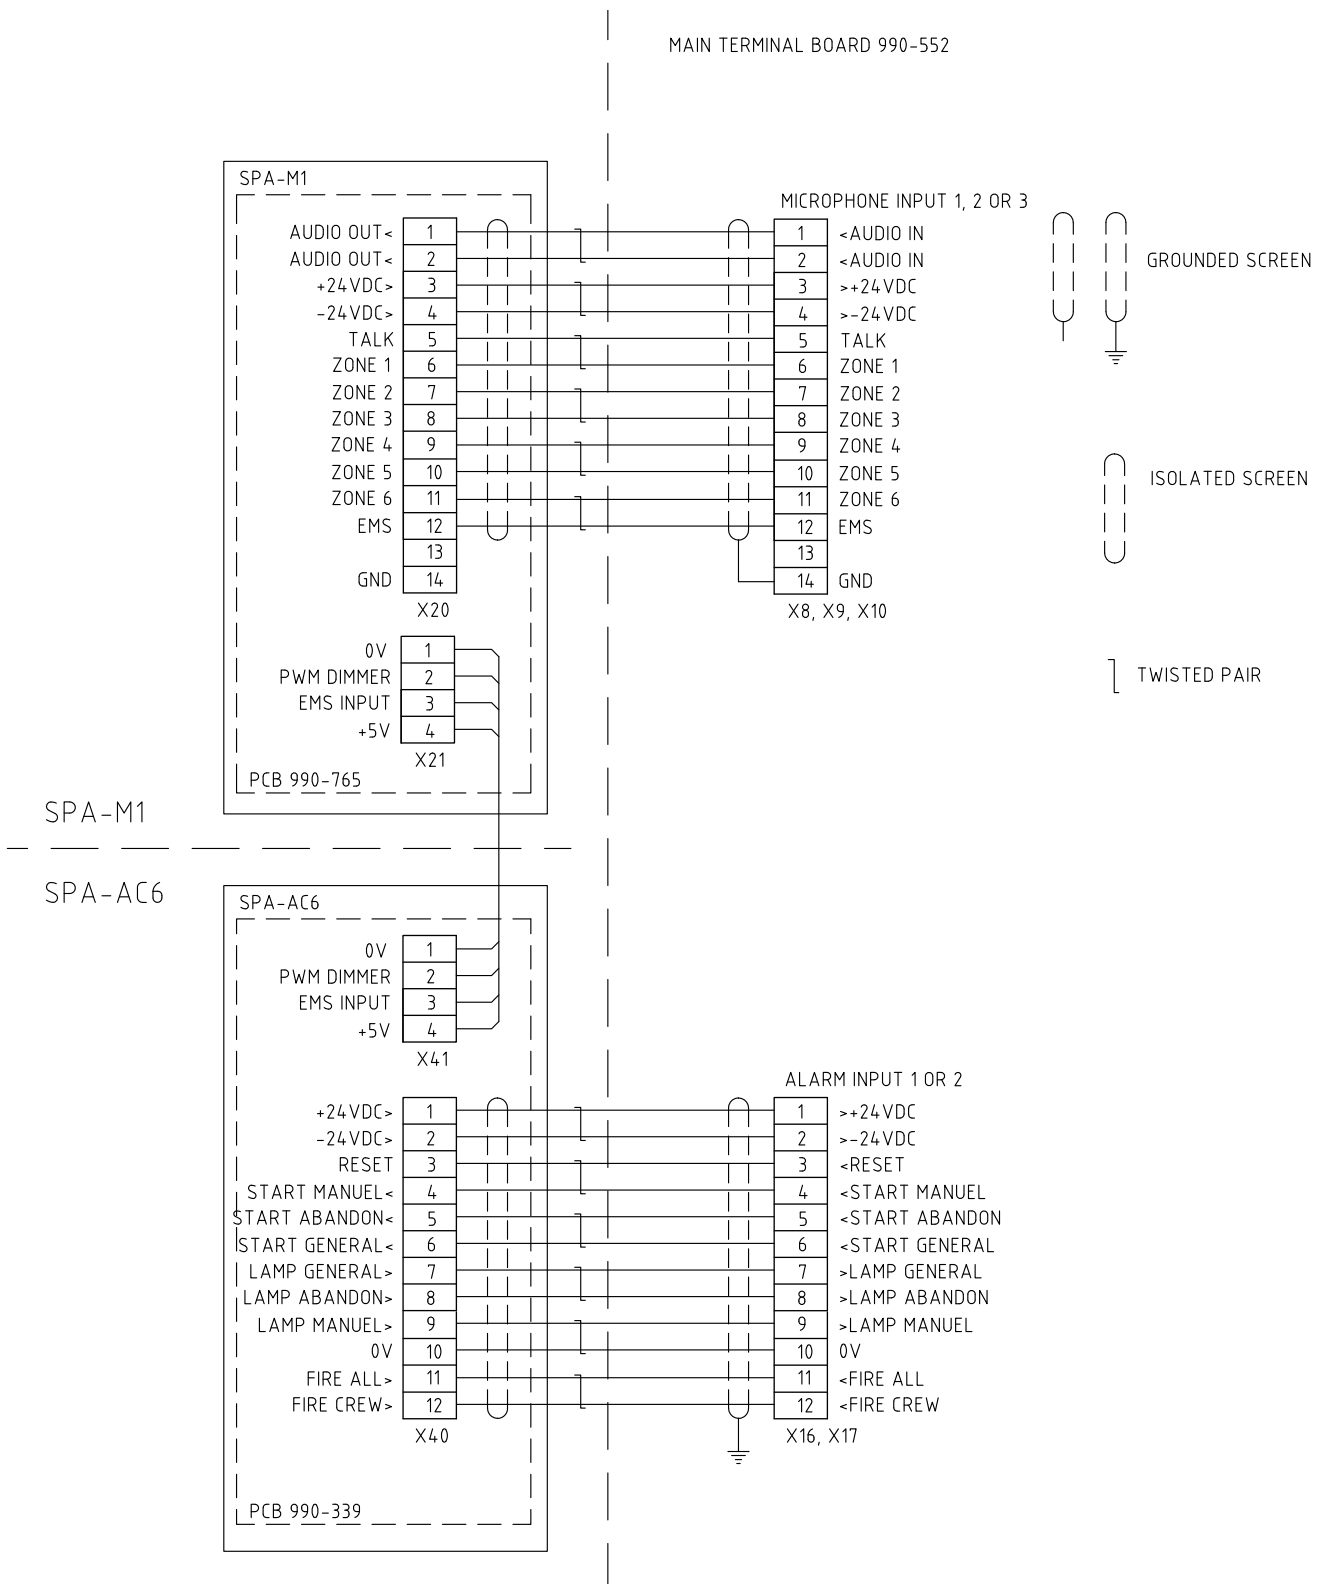 MAIN TERMINAL BOARD 990-552
SPA-M1
MICROPHONE INPUT 1, 2 OR 3
AUDIO OUT< 1 1 <AUDIO IN
AUDIO OUT< 2 2 <AUDIO IN
GROUNDED SCREEN
+24VDC> 3 3 >+24VDC
-24VDC> 4 4 >-24VDC
TALK 5 5 TALK
ZONE 1 6 6 ZONE 1
ZONE 2 7 7 ZONE 2
ZONE 3 8 8 ZONE 3
ZONE 4 9 9 ZONE 4
ZONE 5 10 10 ZONE 5
ISOLATED SCREEN
ZONE 6 11 11 ZONE 6
EMS 12 12 EMS
13 13
GND 14 14 GND
X20 X8, X9, X10
0V 1
PWM DIMMER 2
TWISTED PAIR
EMS INPUT 3
+5V 4
X21
PCB 990-765
SPA-M1
SPA-AC6
SPA-AC6
0V 1
PWM DIMMER 2
EMS INPUT 3
+5V 4
X41
ALARM INPUT 1 OR 2
+24VDC> 1 1 >+24VDC
-24VDC> 2 2 >-24VDC
RESET 3 3 <RESET
START MANUEL< 4 4 <START MANUEL
START ABANDON< 5 5 <START ABANDON
START GENERAL< 6 6 <START GENERAL
LAMP GENERAL> 7 7 >LAMP GENERAL
LAMP ABANDON> 8 8 >LAMP ABANDON
LAMP MANUEL> 9 9 >LAMP MANUEL
0V 10 10 0V
FIRE ALL> 11 11 <FIRE ALL
FIRE CREW> 12 12 <FIRE CREW
X40 X16, X17
PCB 990-339